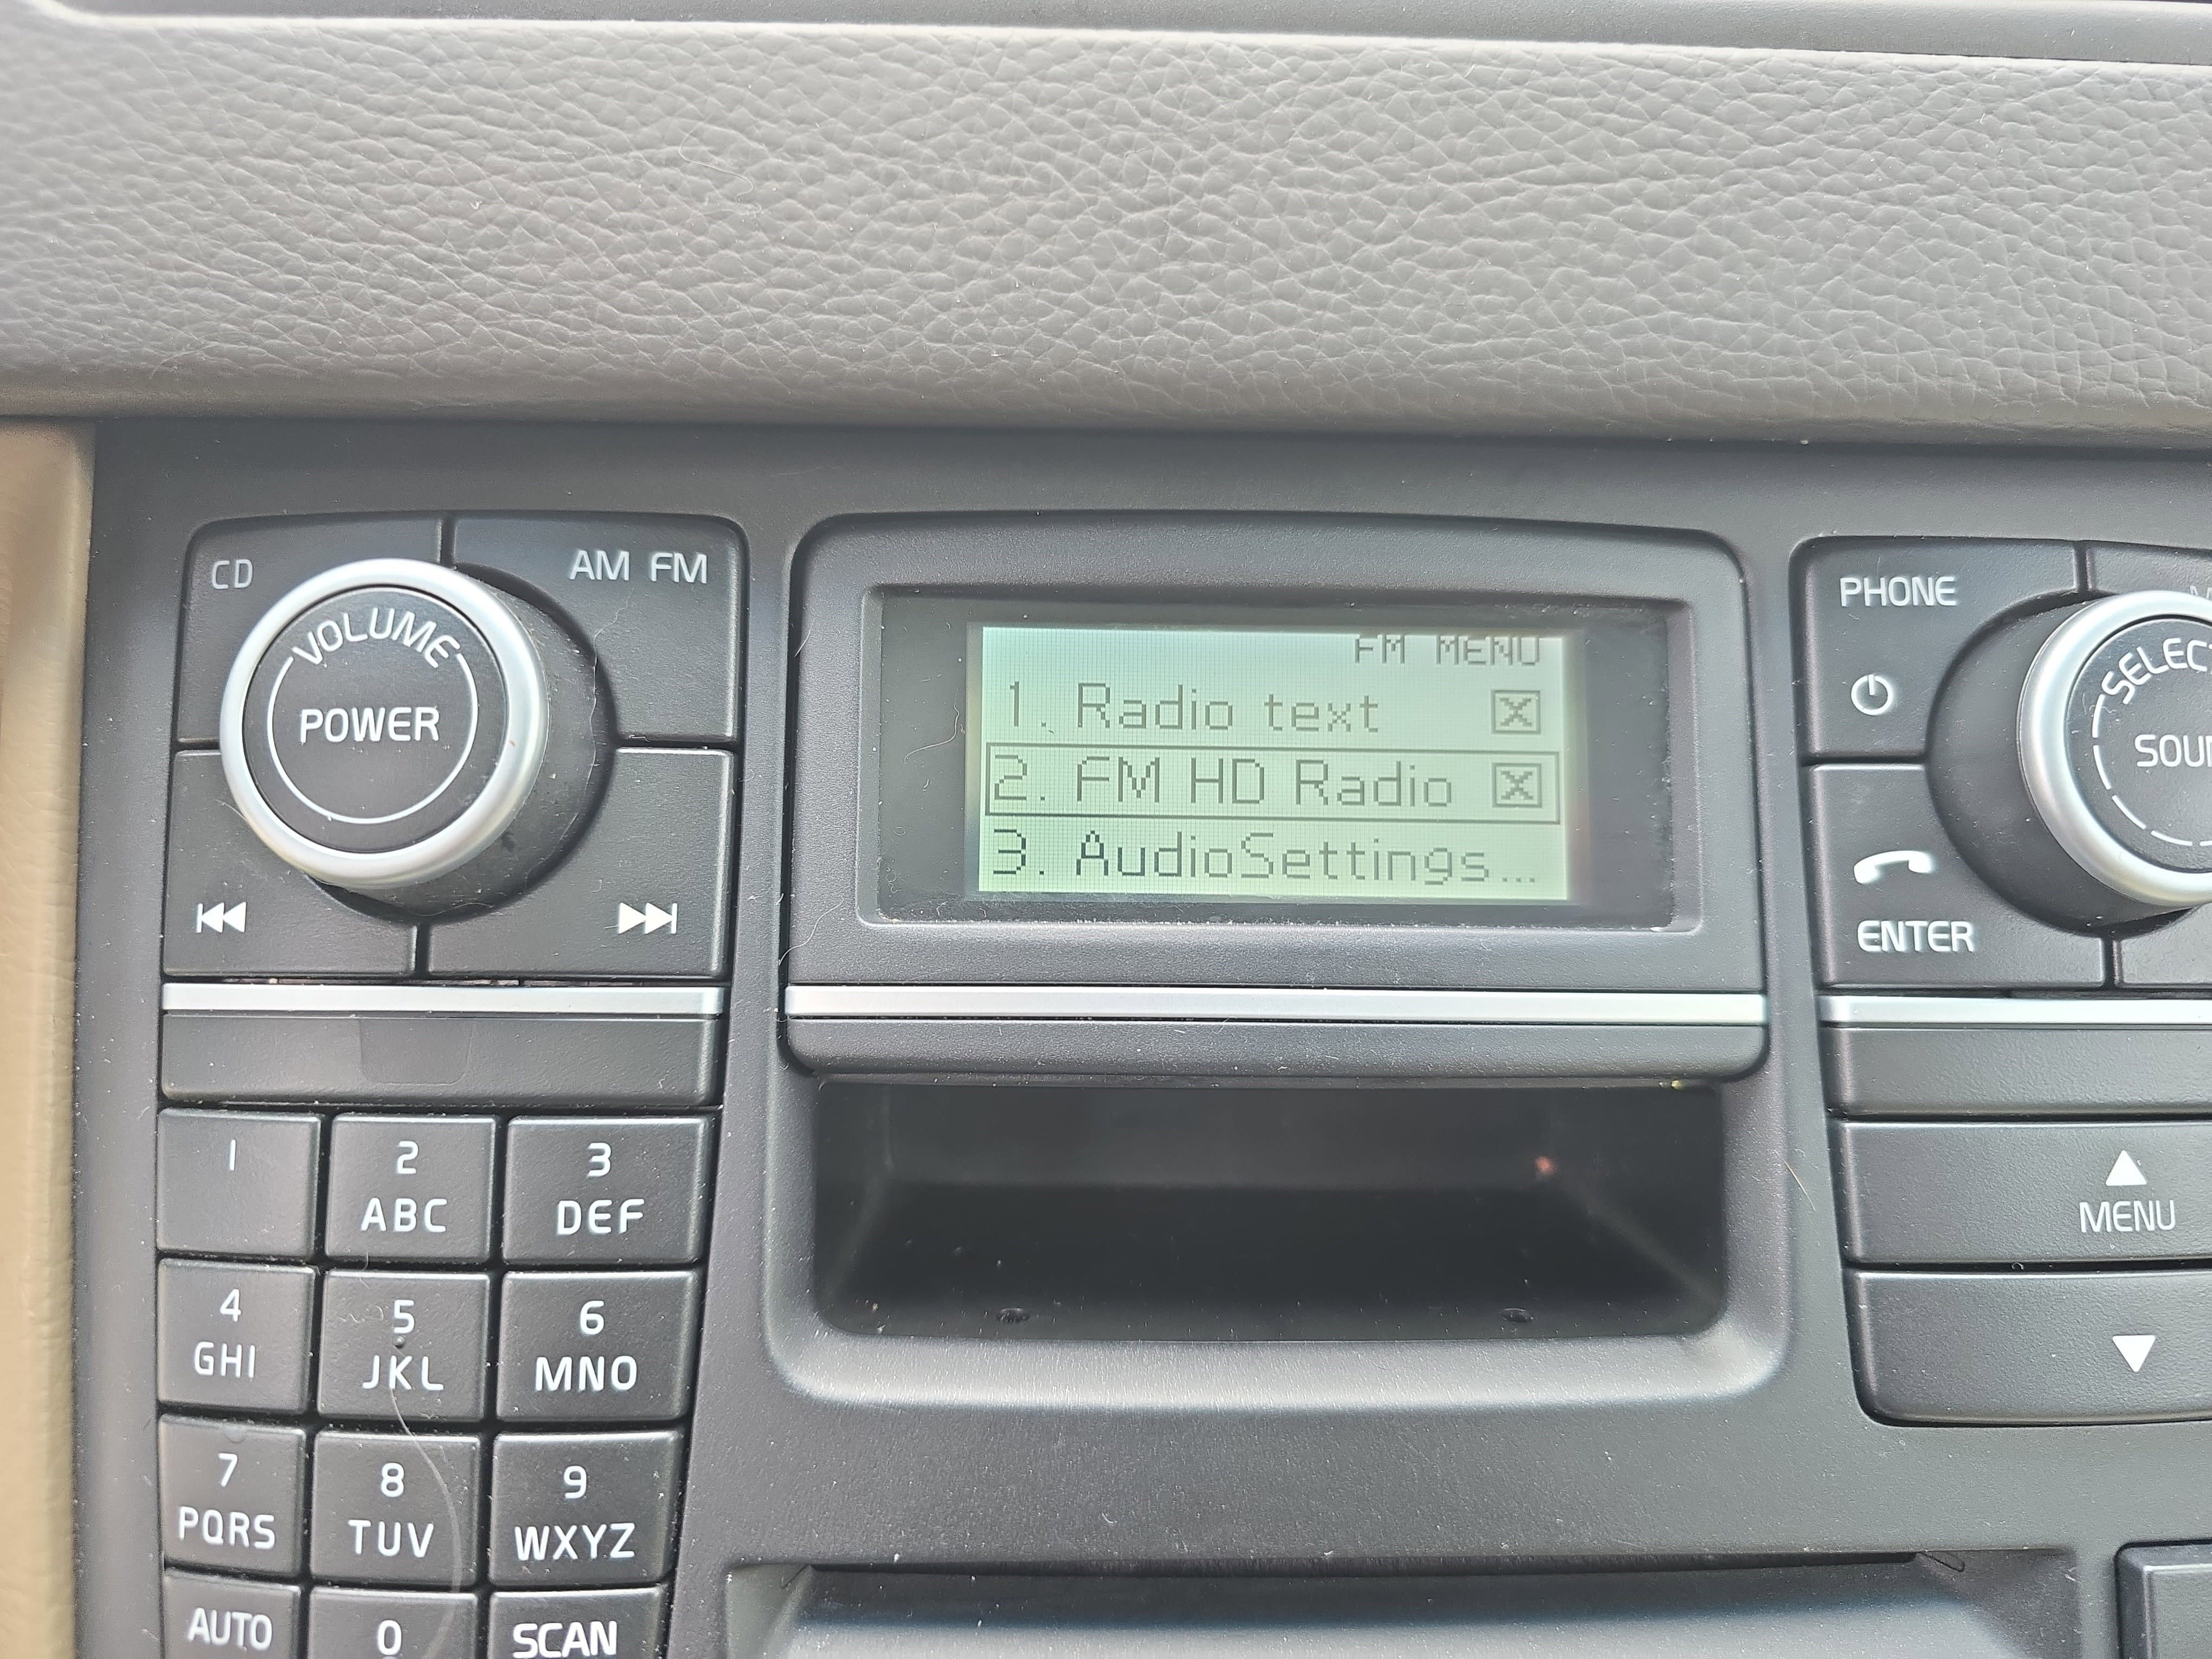 CD
AM FM
VOLUME
POWER
FM MENU
1. Radio text
2. FM HD Radio
3. AudioSettings...
PHONE
ENTER
1
2
ABC
3
DEF
4
GHI
5
JKL
6
MNO
7
PQRS
8
TUV
9
WXYZ
AUTO
0
SCAN
MENU